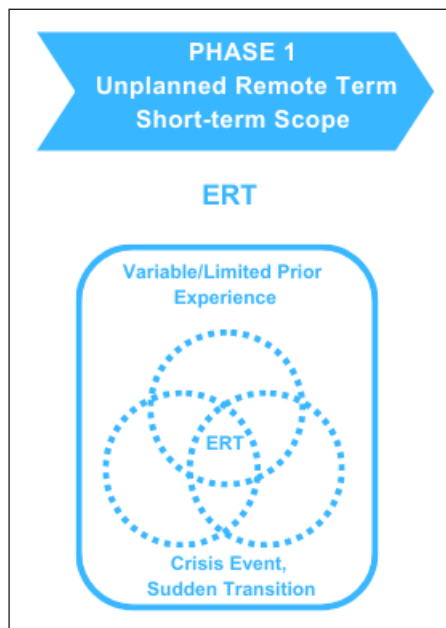 PHASE 1
Unplanned Remote Term
Short-term Scope
ERT
Variable/Limited Prior
Experience
ERT
Crisis Event,
Sudden Transition